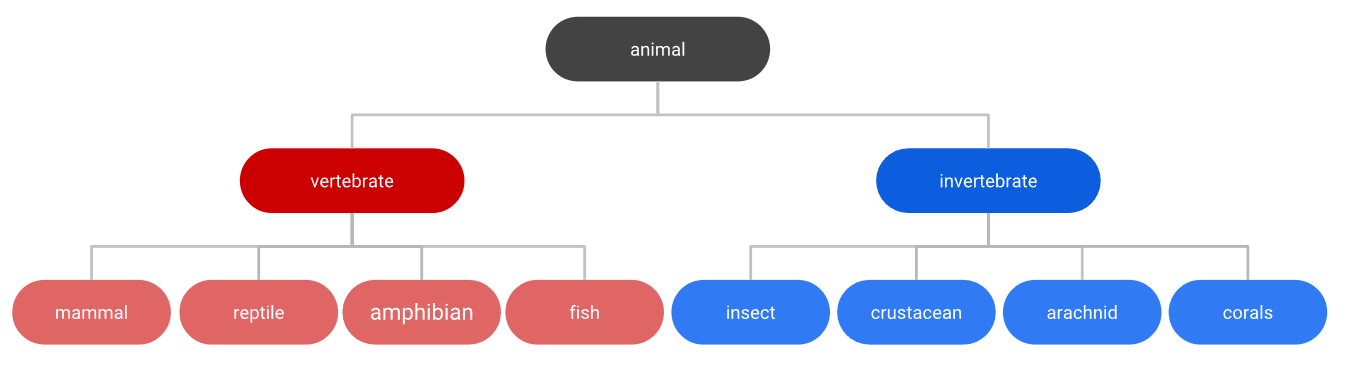 animal
vertebrate
invertebrate
mammal
reptile
amphibian
fish
insect
crustacean
arachnid
corals